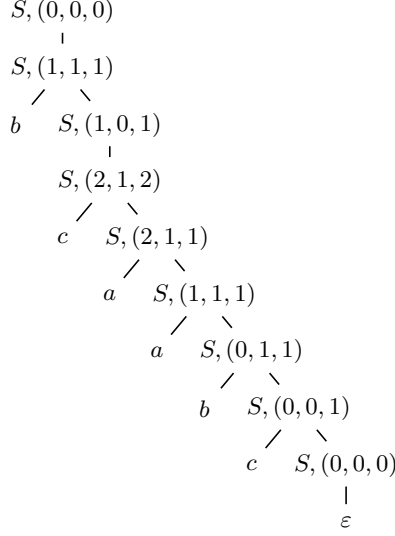 S, (0, 0, 0)
S, (1, 1, 1)
b S, (1, 0, 1)
S, (2, 1, 2)
c S, (2, 1, 1)
a S, (1, 1, 1)
a S, (0, 1, 1)
b S, (0, 0, 1)
c S, (0, 0, 0)
ε